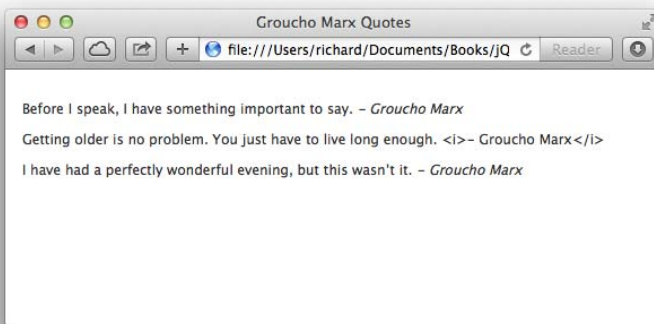 Groucho Marx Quotes
file:///Users/richard/Documents/Books/jQ
Reader
Before I speak, I have something important to say. – Groucho Marx
Getting older is no problem. You just have to live long enough. <i>– Groucho Marx</i>
I have had a perfectly wonderful evening, but this wasn't it. – Groucho Marx